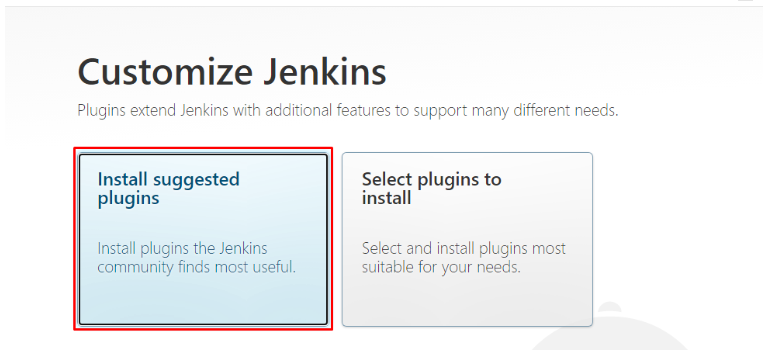 Customize Jenkins
Plugins extend Jenkins with additional features to support many different needs.
Install suggested
plugins
Install plugins the Jenkins
community finds most useful.
Select plugins to
install
Select and install plugins most
suitable for your needs.